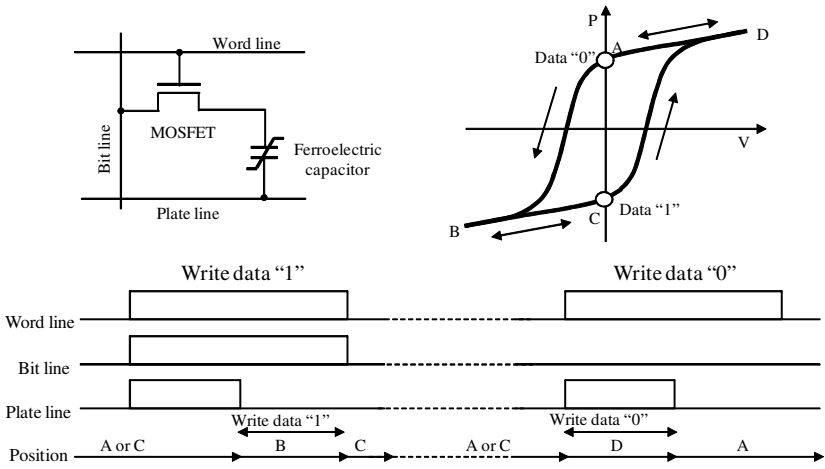 Word line
MOSFET
Bit line
Ferroelectric
capacitor
Plate line
P
A
D
Data “0”
V
C
Data “1”
B
Write data “1”
Write data “0”
Word line
Bit line
Plate line
Write data “1”
Write data “0”
Position
A or C
B
C
A or C
D
A